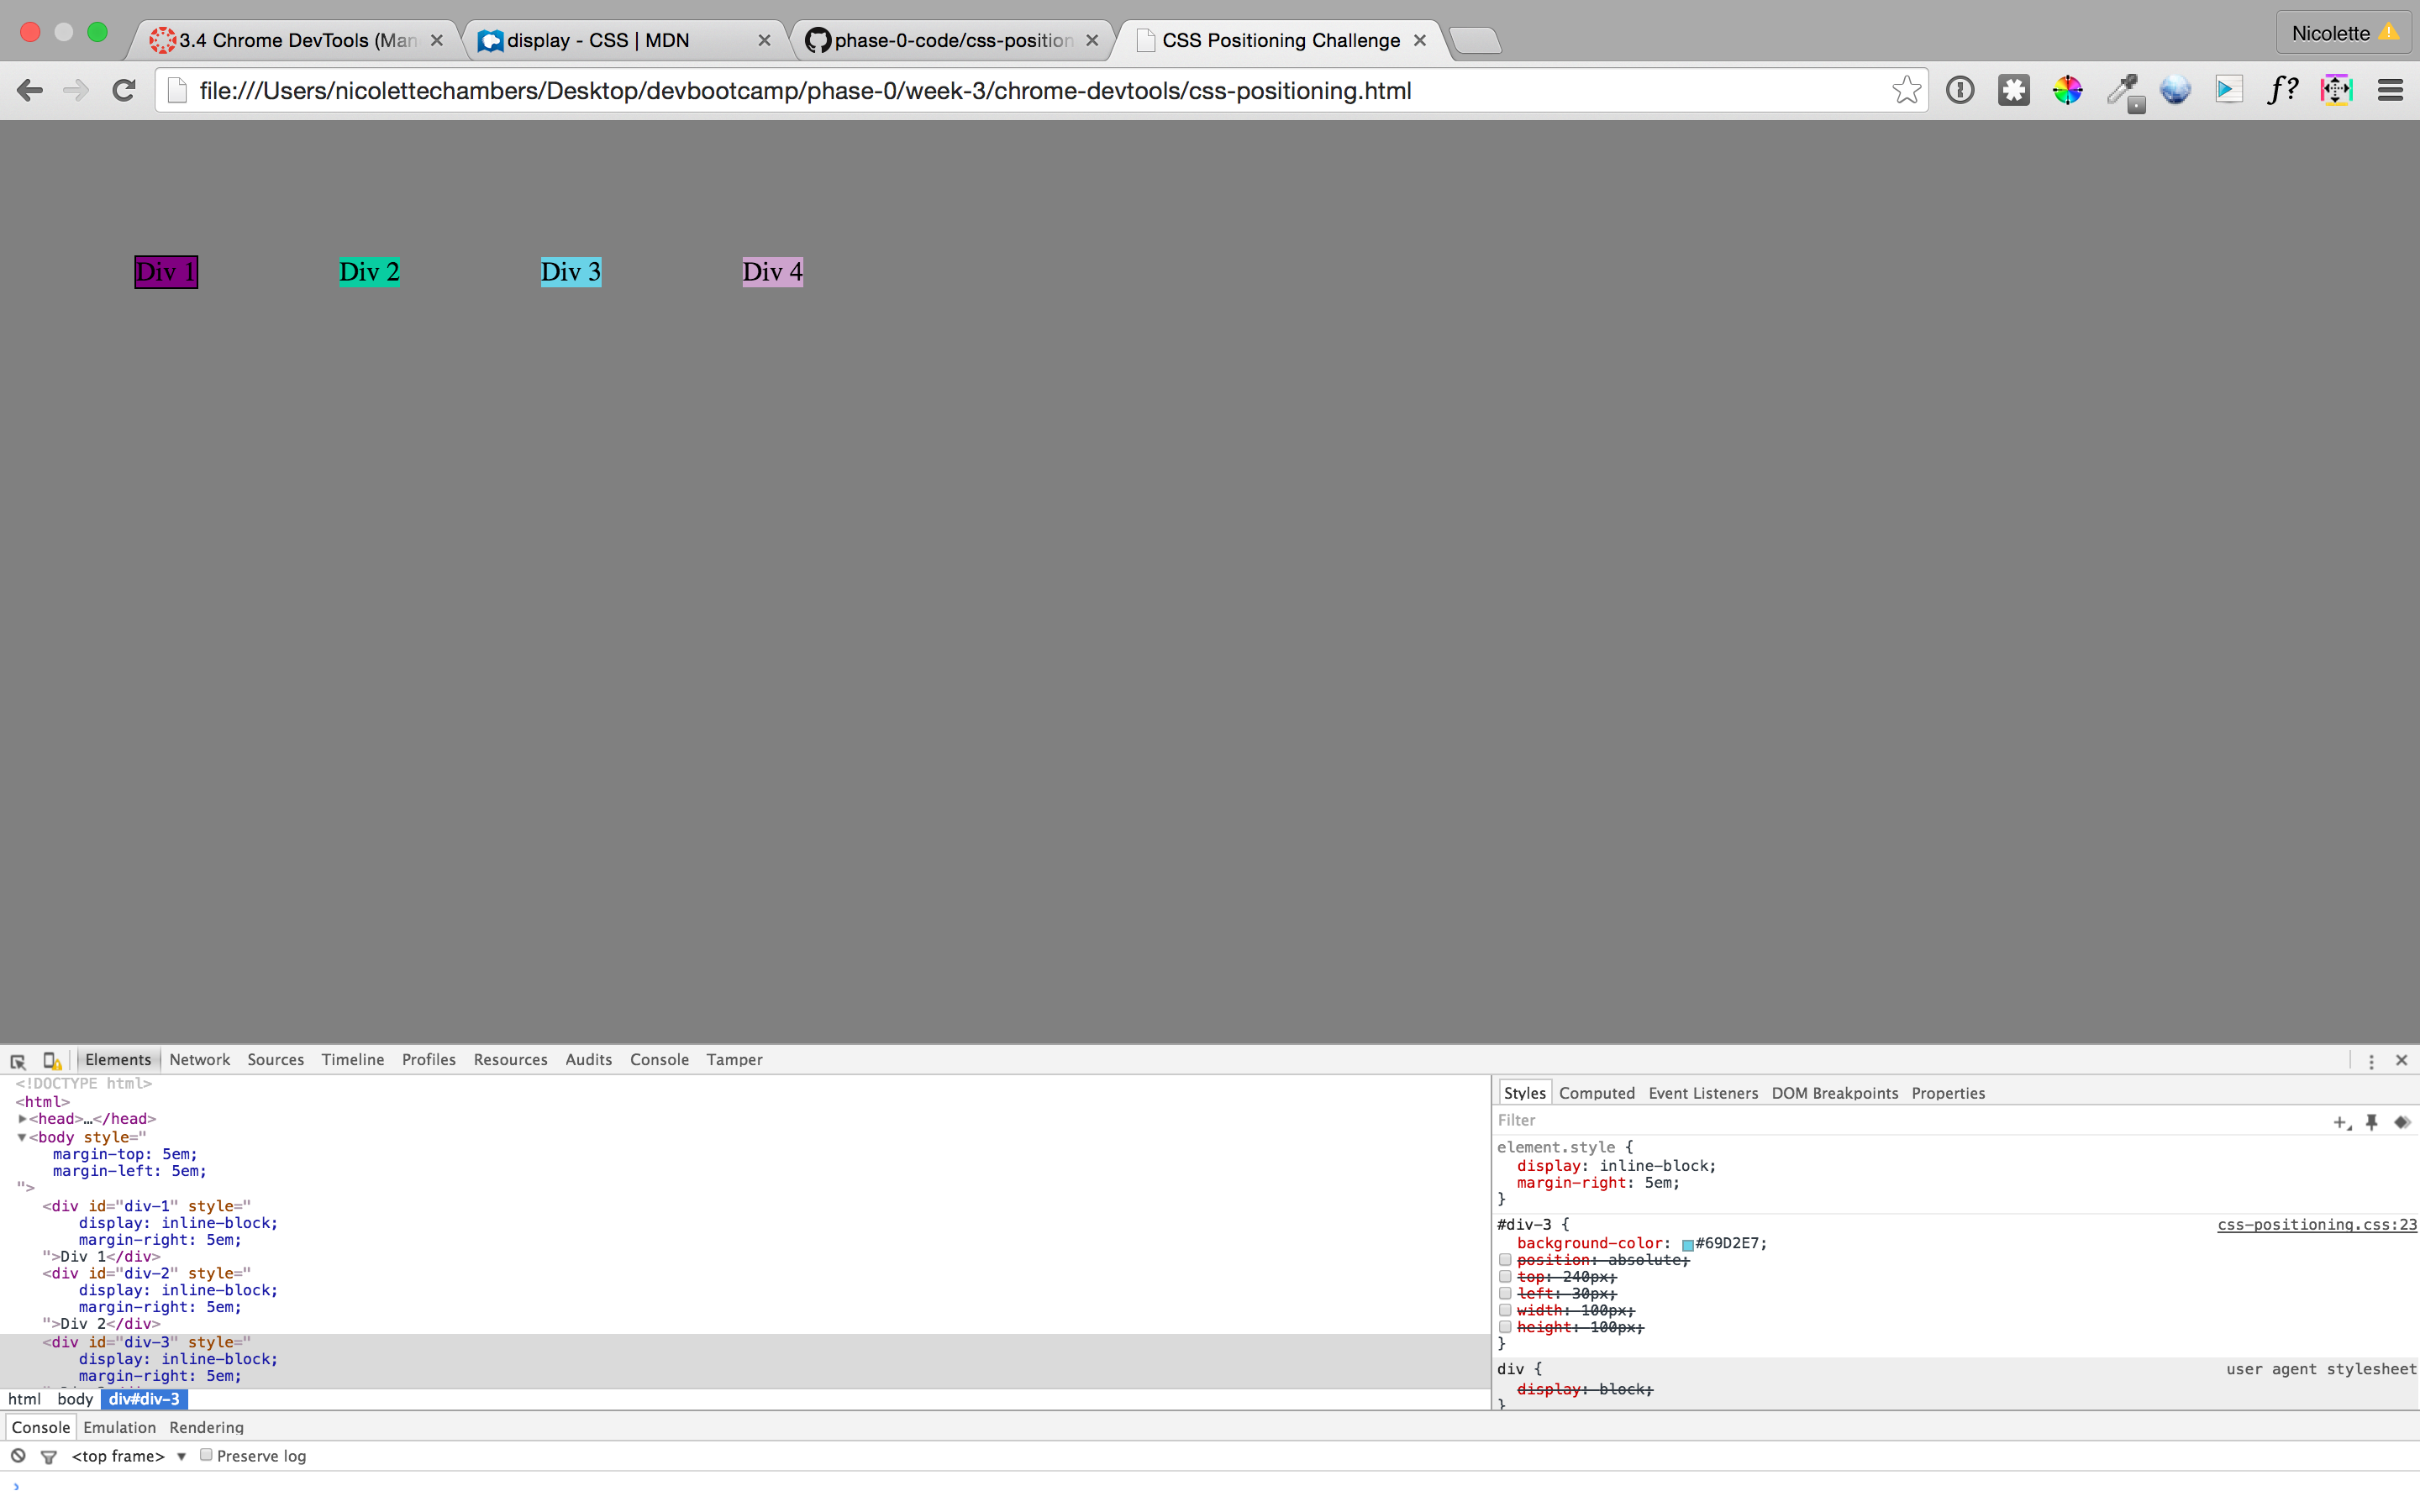 3.4 Chrome DevTools (Man
display - CSS | MDN
phase-0-code/css-position
CSS Positioning Challenge
Nicolette
file:///Users/nicolettechambers/Desktop/devbootcamp/phase-0/week-3/chrome-devtools/css-positioning.html
f?
Div 1 Div 2 Div 3 Div 4
Elements Network Sources Timeline Profiles Resources Audits Console Tamper
<!DOCTYPE html>
<html>
<head>…</head>
<body style="
margin-top: 5em;
margin-left: 5em;
">
<div id="div-1" style="
display: inline-block;
margin-right: 5em;
">Div 1</div>
<div id="div-2" style="
display: inline-block;
margin-right: 5em;
">Div 2</div>
<div id="div-3" style="
display: inline-block;
margin-right: 5em;
html body div#div-3
Styles Computed Event Listeners DOM Breakpoints Properties
Filter
element.style {
display: inline-block;
margin-right: 5em;
}
#div-3 { css-positioning.css:23
background-color: #69D2E7;
position: absolute;
top: 240px;
left: 30px;
width: 100px;
height: 100px;
}
div { user agent stylesheet
display: block;
}
Console Emulation Rendering
<top frame> ▼ Preserve log